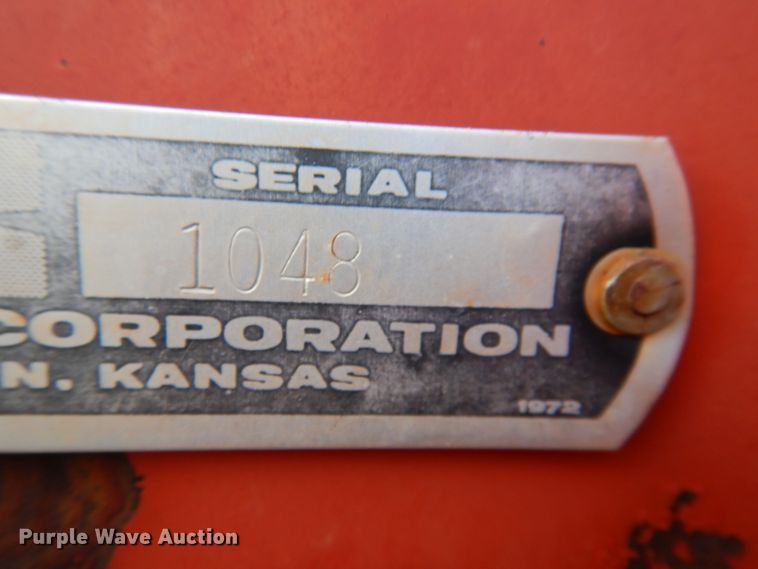 SERIAL
1048
CORPORATION
N, KANSAS
1972
Purple Wave Auction